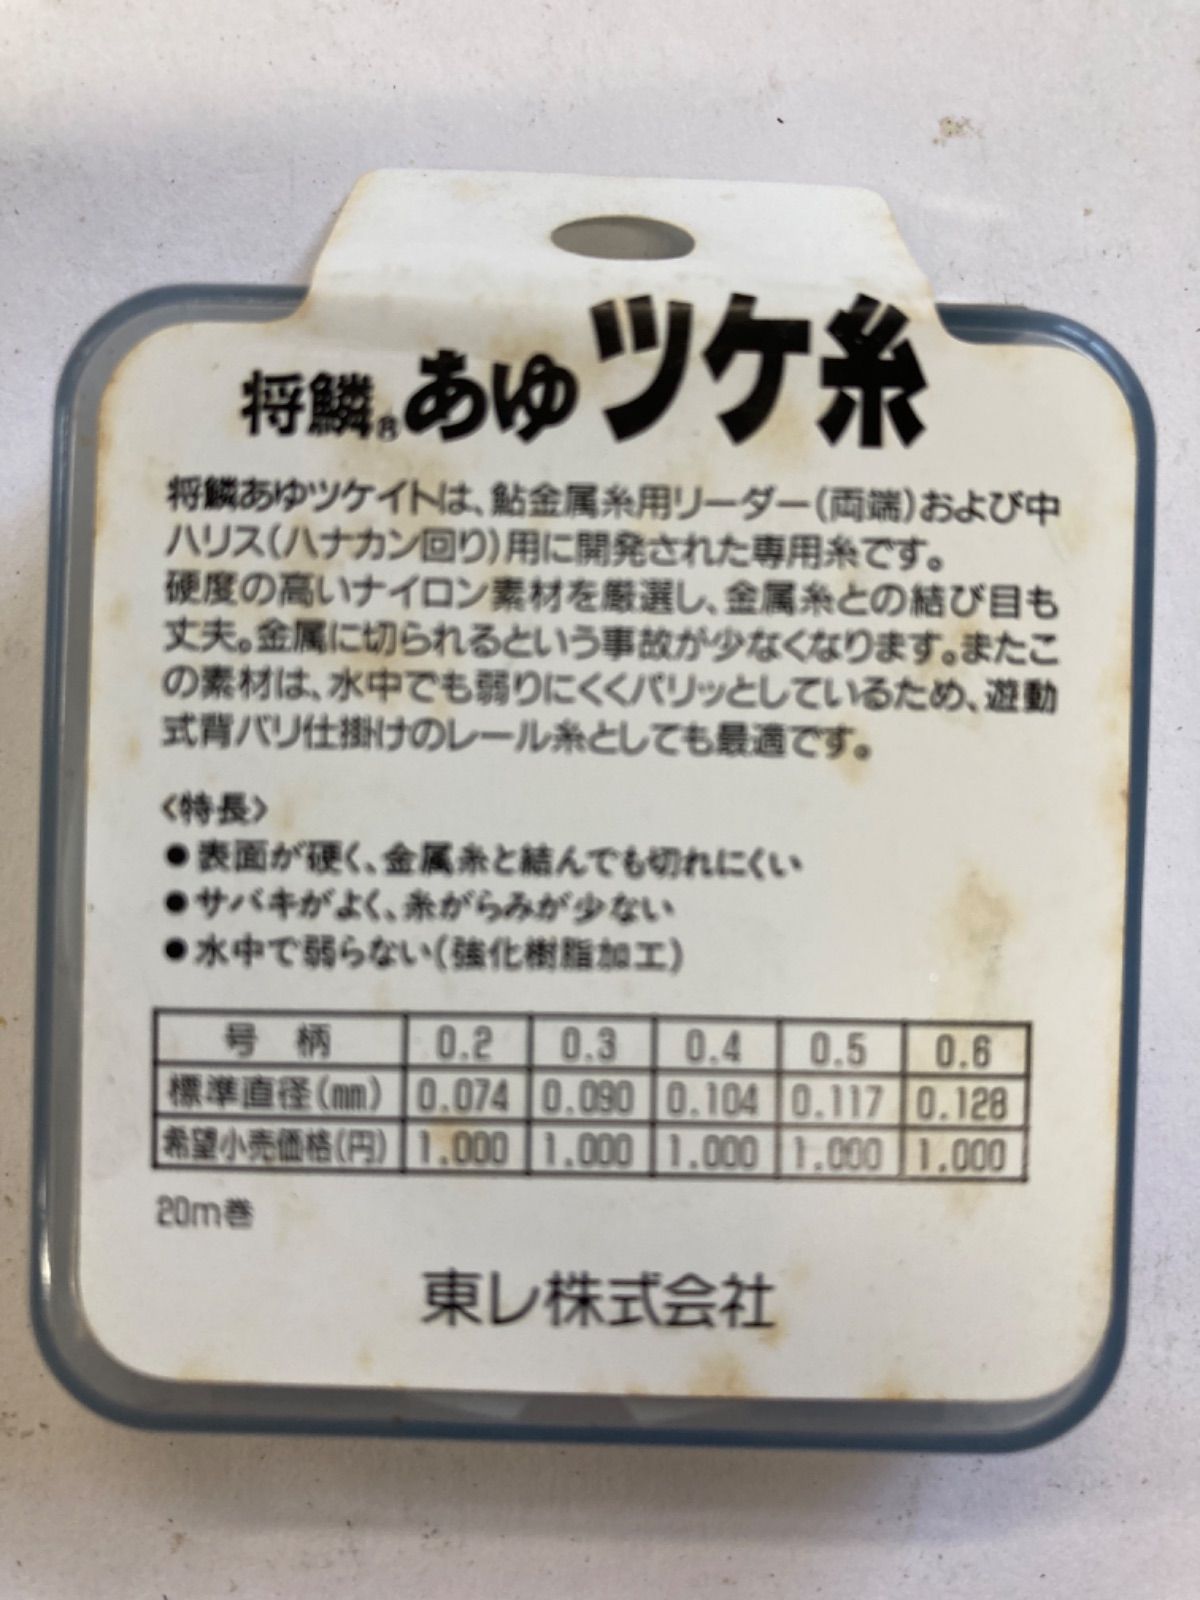 将鱗®あゆツケ糸
将鱗あゆツケイトは、鮎金属糸用リーダー(両端)および中
ハリス(ハナカン回り)用に開発された専用糸です。
硬度の高いナイロン素材を厳選し、金属糸との結び目も
丈夫。金属に切られるという事故が少なくなります。またこ
の素材は、水中でも弱りにくくパリッとしているため、遊動
式背バリ仕掛けのレール糸としても最適です。
〈特長〉
●表面が硬く、金属糸と結んでも切れにくい
●サバキがよく、糸がらみが少ない
●水中で弱らない(強化樹脂加工)
号柄 0.2 0.3 0.4 0.5 0.6
標準直径(mm) 0.074 0.090 0.104 0.117 0.128
希望小売価格(円) 1.000 1.000 1.000 1.000 1.000
20m巻
東レ株式会社